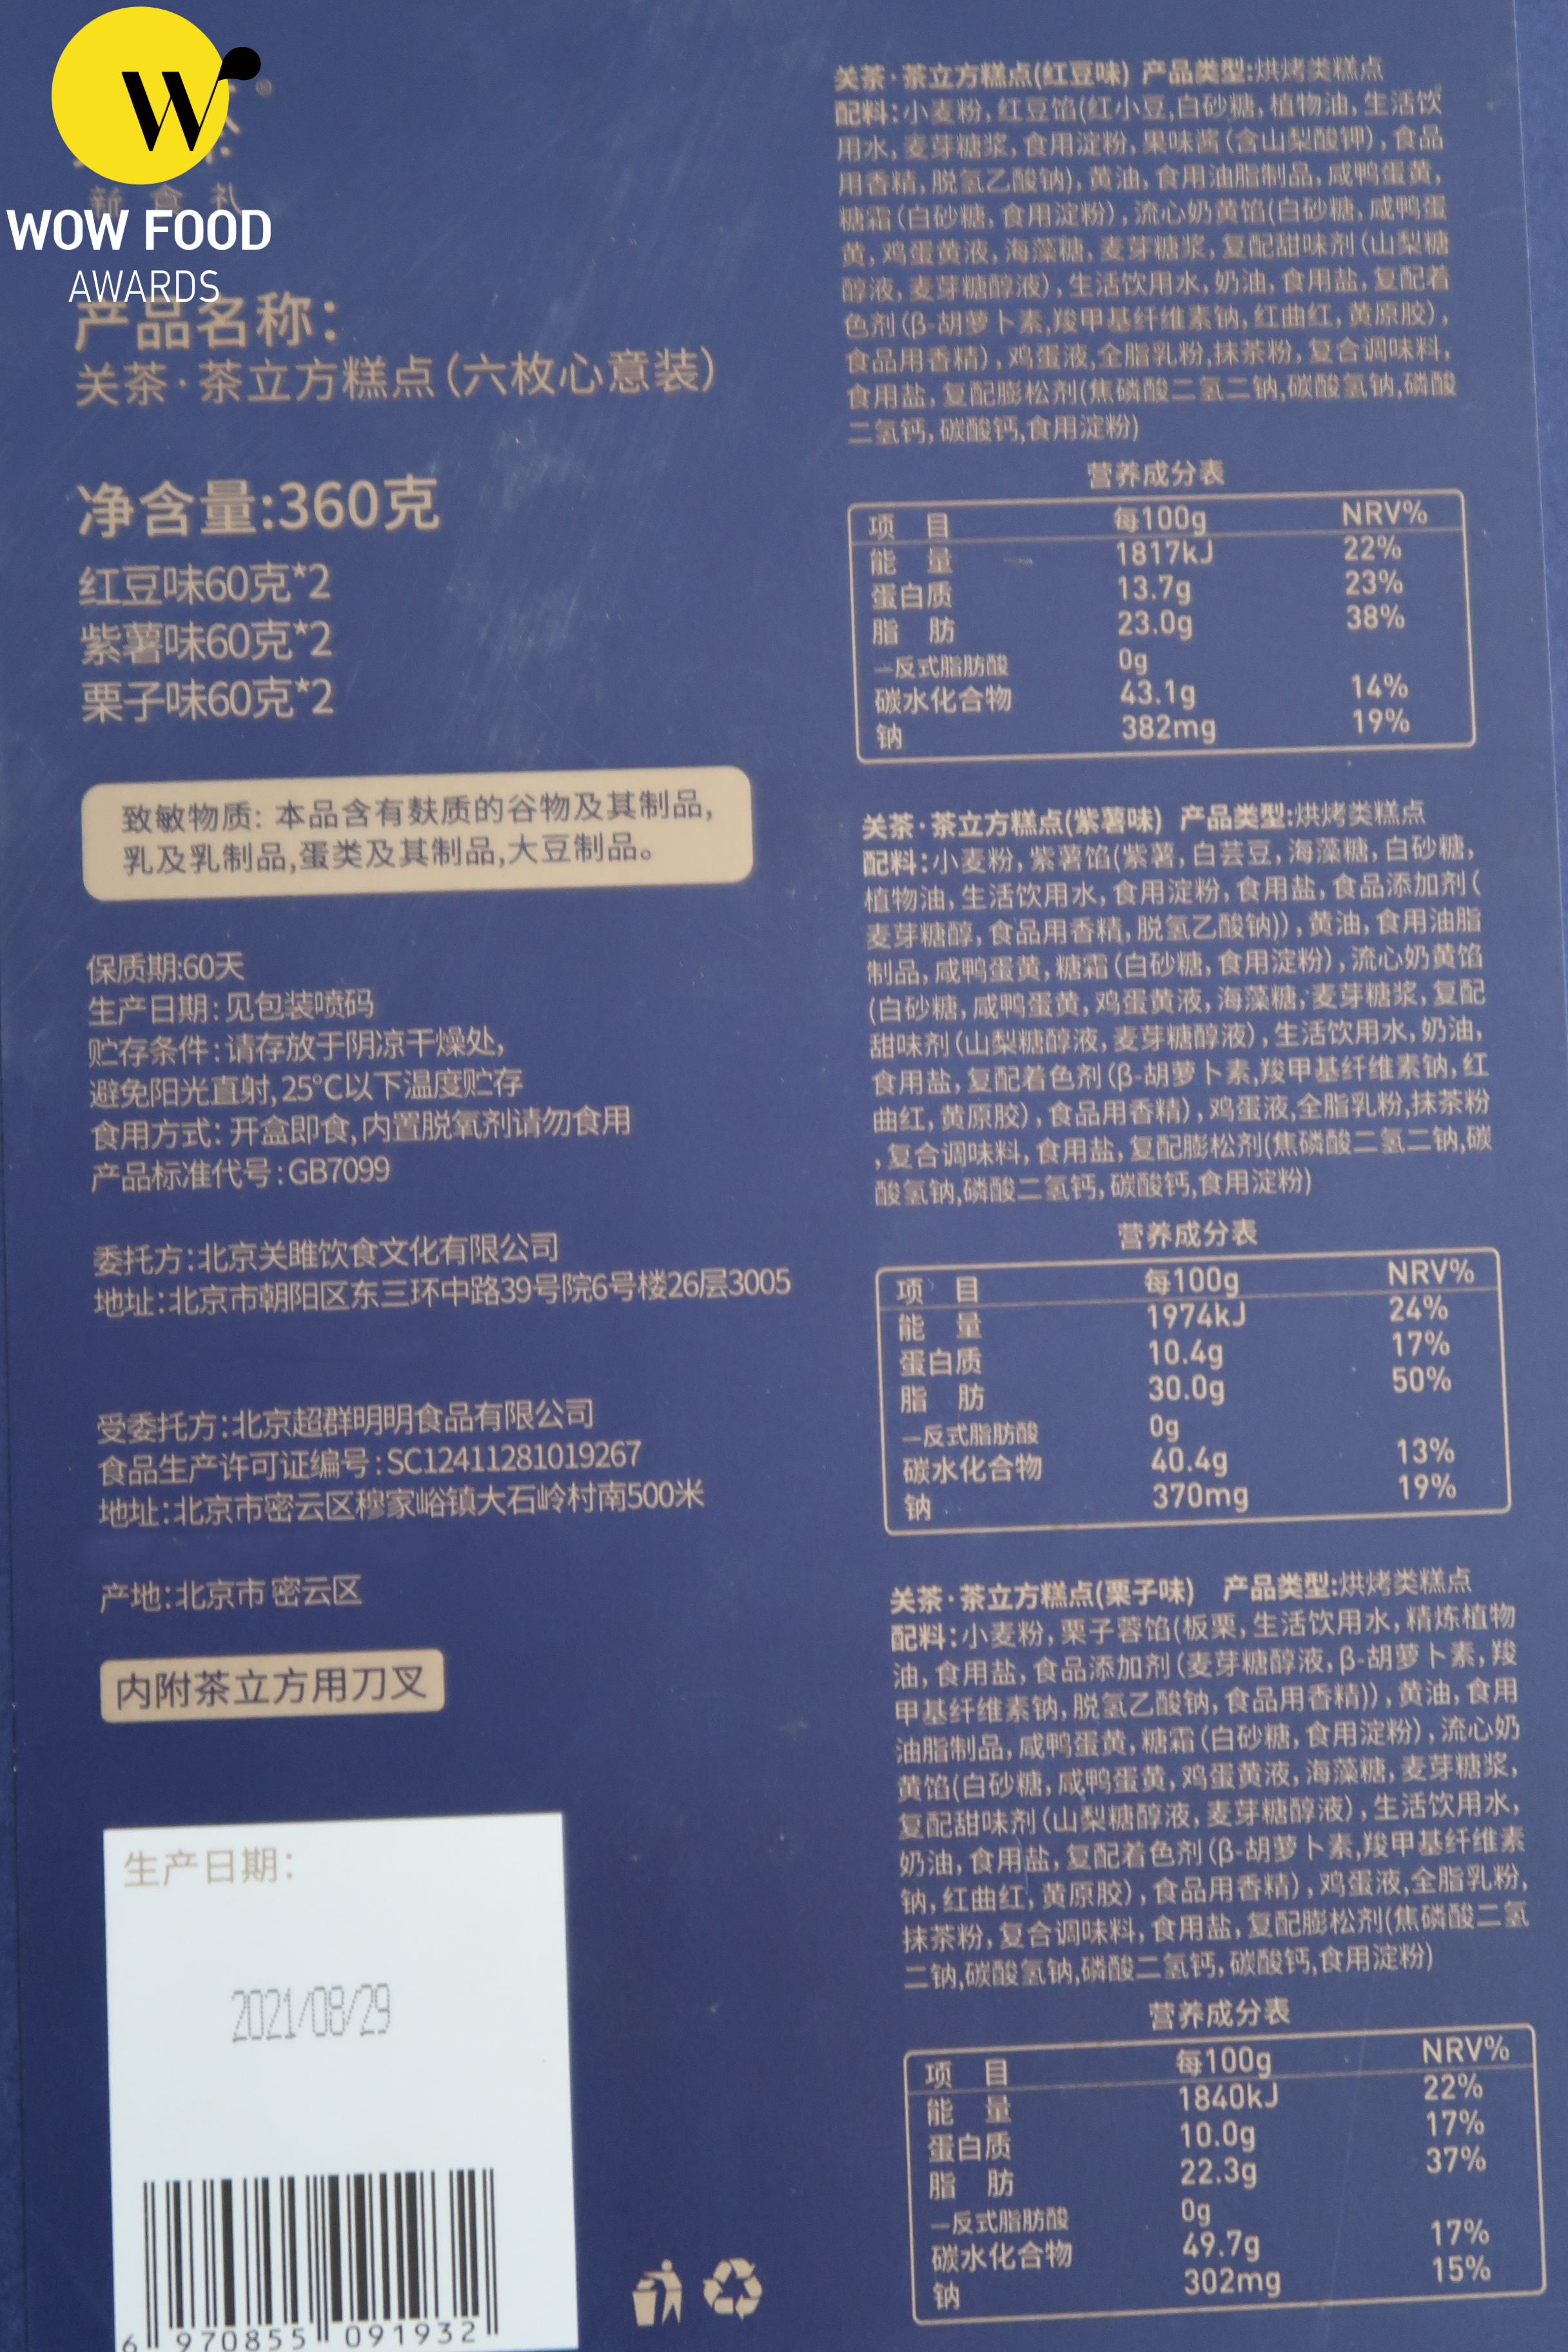 W
WOW FOOD
AWARDS
产品名称:
关茶·茶立方糕点(六枚心意装)
净含量:360克
红豆味60克*2
紫薯味60克*2
栗子味60克*2
致敏物质: 本品含有麸质的谷物及其制品,
乳及乳制品,蛋类及其制品,大豆制品。
保质期:60天
生产日期:见包装喷码
贮存条件:请存放于阴凉干燥处,
避免阳光直射,25℃以下温度贮存
食用方式: 开盒即食,内置脱氧剂请勿食用
产品标准代号:GB7099
委托方:北京关雎饮食文化有限公司
地址:北京市朝阳区东三环中路39号院6号楼26层3005
受委托方:北京超群明明食品有限公司
食品生产许可证编号:SC12411281019267
地址:北京市密云区穆家峪镇大石岭村南500米
产地:北京市 密云区
内附茶立方用刀叉
生产日期:
2021/08/29
6 970855 091932
关茶·茶立方糕点(红豆味) 产品类型:烘烤类糕点
配料:小麦粉,红豆馅(红小豆,白砂糖,植物油,生活饮
用水,麦芽糖浆,食用淀粉,果味酱(含山梨酸钾),食品
用香精,脱氢乙酸钠),黄油,食用油脂制品,咸鸭蛋黄,
糖霜(白砂糖,食用淀粉),流心奶黄馅(白砂糖,咸鸭蛋
黄,鸡蛋黄液,海藻糖,麦芽糖浆,复配甜味剂(山梨糖
醇液,麦芽糖醇液),生活饮用水,奶油,食用盐,复配着
色剂(β-胡萝卜素,羧甲基纤维素钠,红曲红,黄原胶),
食品用香精),鸡蛋液,全脂乳粉,抹茶粉,复合调味料,
食用盐,复配膨松剂(焦磷酸二氢二钠,碳酸氢钠,磷酸
二氢钙,碳酸钙,食用淀粉)
营养成分表
项 目 每100g NRV%
能 量 1817kJ 22%
蛋白质 13.7g 23%
脂 肪 23.0g 38%
—反式脂肪酸 0g
碳水化合物 43.1g 14%
钠 382mg 19%
关茶·茶立方糕点(紫薯味) 产品类型:烘烤类糕点
配料:小麦粉,紫薯馅(紫薯,白芸豆,海藻糖,白砂糖,
植物油,生活饮用水,食用淀粉,食用盐,食品添加剂(
麦芽糖醇,食品用香精,脱氢乙酸钠)),黄油,食用油脂
制品,咸鸭蛋黄,糖霜(白砂糖,食用淀粉),流心奶黄馅
(白砂糖,咸鸭蛋黄,鸡蛋黄液,海藻糖,麦芽糖浆,复配
甜味剂(山梨糖醇液,麦芽糖醇液),生活饮用水,奶油,
食用盐,复配着色剂(β-胡萝卜素,羧甲基纤维素钠,红
曲红,黄原胶),食品用香精),鸡蛋液,全脂乳粉,抹茶粉
,复合调味料,食用盐,复配膨松剂(焦磷酸二氢二钠,碳
酸氢钠,磷酸二氢钙,碳酸钙,食用淀粉)
营养成分表
项 目 每100g NRV%
能 量 1974kJ 24%
蛋白质 10.4g 17%
脂 肪 30.0g 50%
—反式脂肪酸 0g
碳水化合物 40.4g 13%
钠 370mg 19%
关茶·茶立方糕点(栗子味) 产品类型:烘烤类糕点
配料:小麦粉,栗子蓉馅(板栗,生活饮用水,精炼植物
油,食用盐,食品添加剂(麦芽糖醇液,β-胡萝卜素,羧
甲基纤维素钠,脱氢乙酸钠,食品用香精)),黄油,食用
油脂制品,咸鸭蛋黄,糖霜(白砂糖,食用淀粉),流心奶
黄馅(白砂糖,咸鸭蛋黄,鸡蛋黄液,海藻糖,麦芽糖浆,
复配甜味剂(山梨糖醇液,麦芽糖醇液),生活饮用水,
奶油,食用盐,复配着色剂(β-胡萝卜素,羧甲基纤维素
钠,红曲红,黄原胶),食品用香精),鸡蛋液,全脂乳粉,
抹茶粉,复合调味料,食用盐,复配膨松剂(焦磷酸二氢
二钠,碳酸氢钠,磷酸二氢钙,碳酸钙,食用淀粉)
营养成分表
项 目 每100g NRV%
能 量 1840kJ 22%
蛋白质 10.0g 17%
脂 肪 22.3g 37%
—反式脂肪酸 0g
碳水化合物 49.7g 17%
钠 302mg 15%